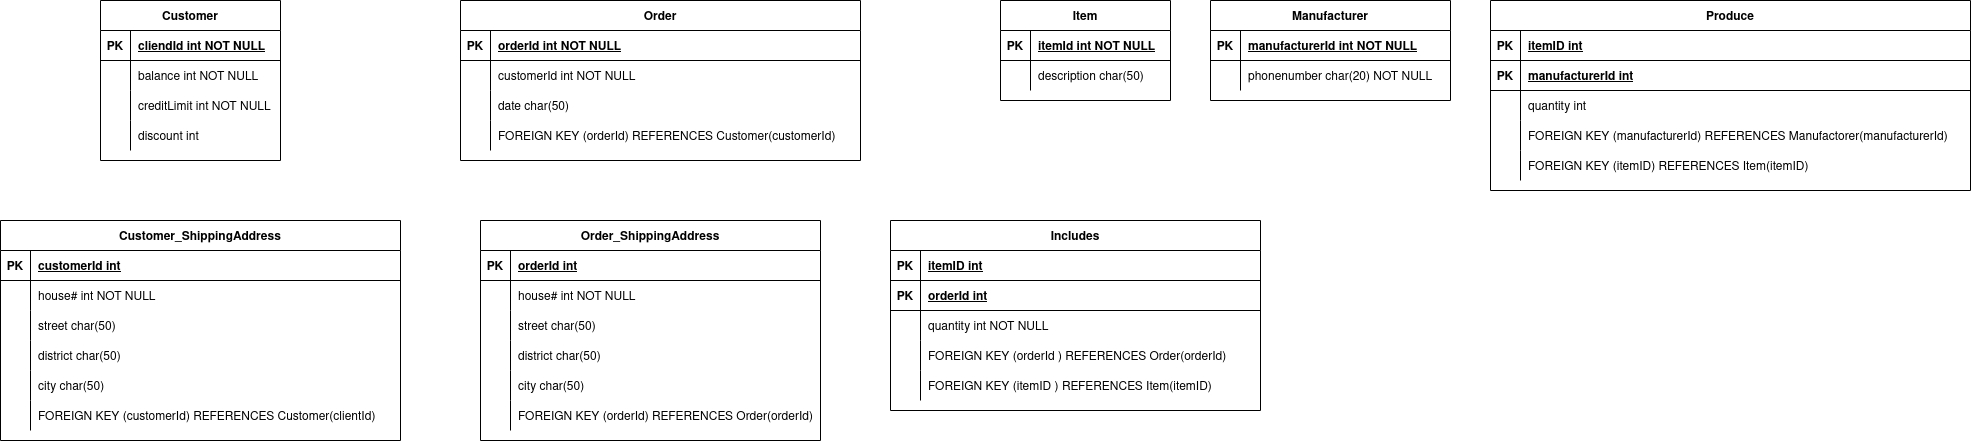 Customer
PK cliendId int NOT NULL
balance int NOT NULL
creditLimit int NOT NULL
discount int
Order
PK orderId int NOT NULL
customerId int NOT NULL
date char(50)
FOREIGN KEY (orderId) REFERENCES Customer(customerId)
Item
PK itemId int NOT NULL
description char(50)
Manufacturer
PK manufacturerId int NOT NULL
phonenumber char(20) NOT NULL
Produce
PK itemID int
PK manufacturerId int
quantity int
FOREIGN KEY (manufacturerId) REFERENCES Manufactorer(manufacturerId)
FOREIGN KEY (itemID) REFERENCES Item(itemID)
Customer_ShippingAddress
PK customerId int
house# int NOT NULL
street char(50)
district char(50)
city char(50)
FOREIGN KEY (customerId) REFERENCES Customer(clientId)
Order_ShippingAddress
PK orderId int
house# int NOT NULL
street char(50)
district char(50)
city char(50)
FOREIGN KEY (orderId) REFERENCES Order(orderId)
Includes
PK itemID int
PK orderId int
quantity int NOT NULL
FOREIGN KEY (orderId ) REFERENCES Order(orderId)
FOREIGN KEY (itemID ) REFERENCES Item(itemID)